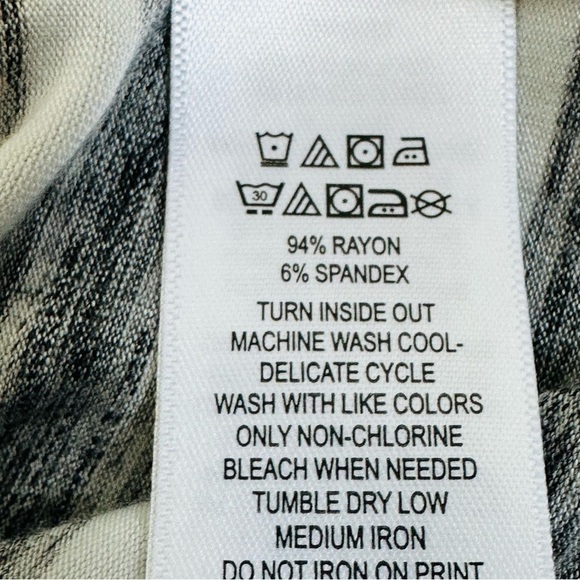 30
94% RAYON
6% SPANDEX
TURN INSIDE OUT
MACHINE WASH COOL-
DELICATE CYCLE
WASH WITH LIKE COLORS
ONLY NON-CHLORINE
BLEACH WHEN NEEDED
TUMBLE DRY LOW
MEDIUM IRON
DO NOT IRON ON PRINT